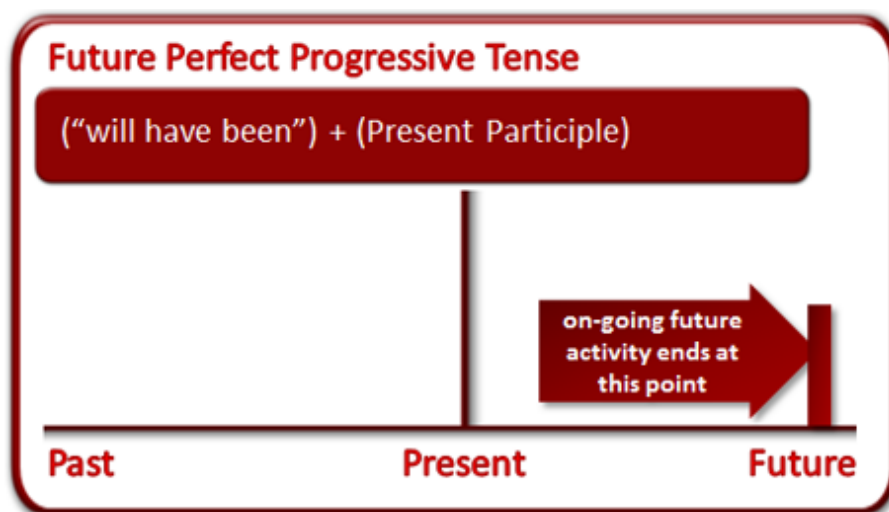 Future Perfect Progressive Tense
(“will have been”) + (Present Participle)
on-going future
activity ends at
this point
Past Present Future